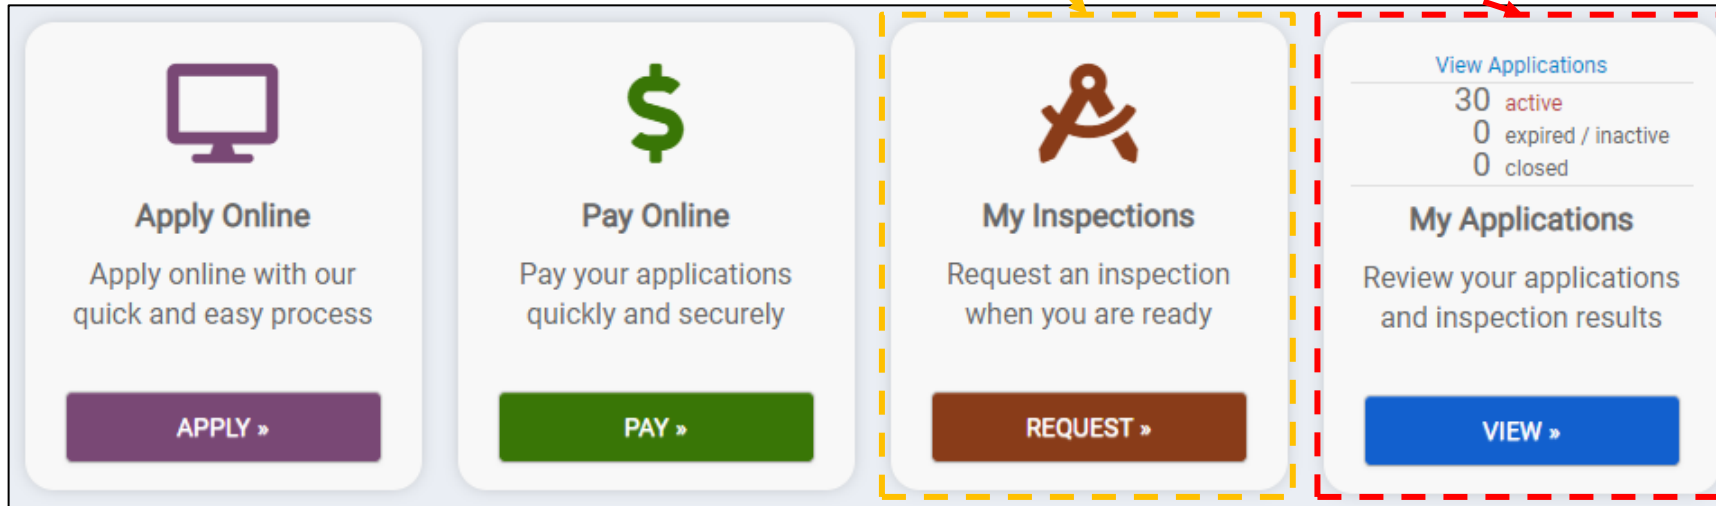 Apply Online
Apply online with our
quick and easy process
APPLY »
Pay Online
Pay your applications
quickly and securely
PAY »
My Inspections
Request an inspection
when you are ready
REQUEST »
View Applications
30 active
0 expired / inactive
0 closed
My Applications
Review your applications
and inspection results
VIEW »